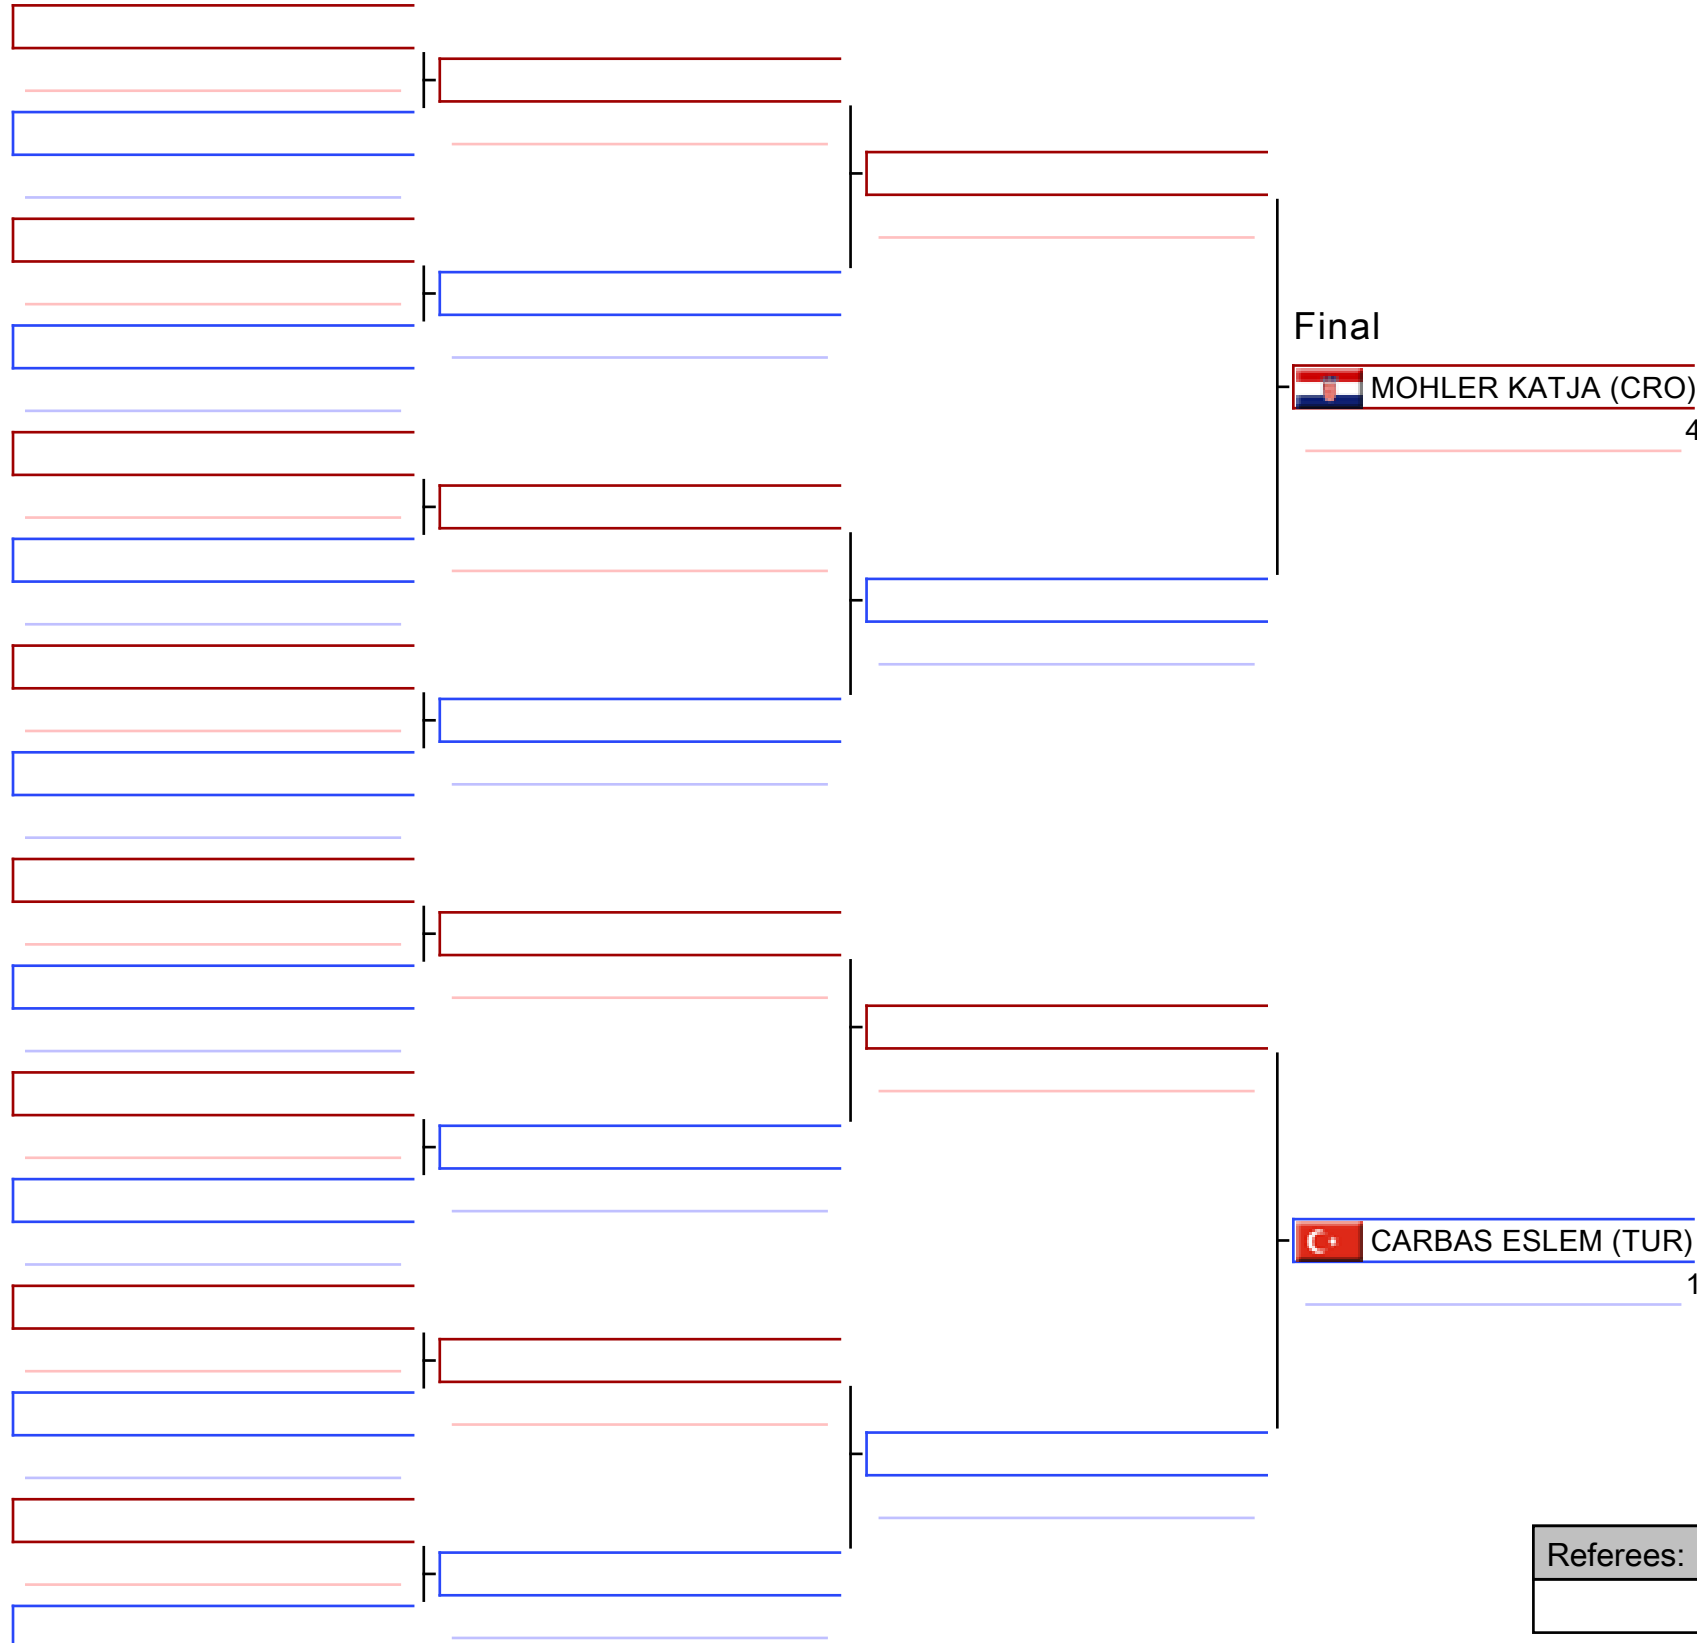 Final
MOHLER KATJA (CRO)
4
CARBAS ESLEM (TUR)
1
Referees: